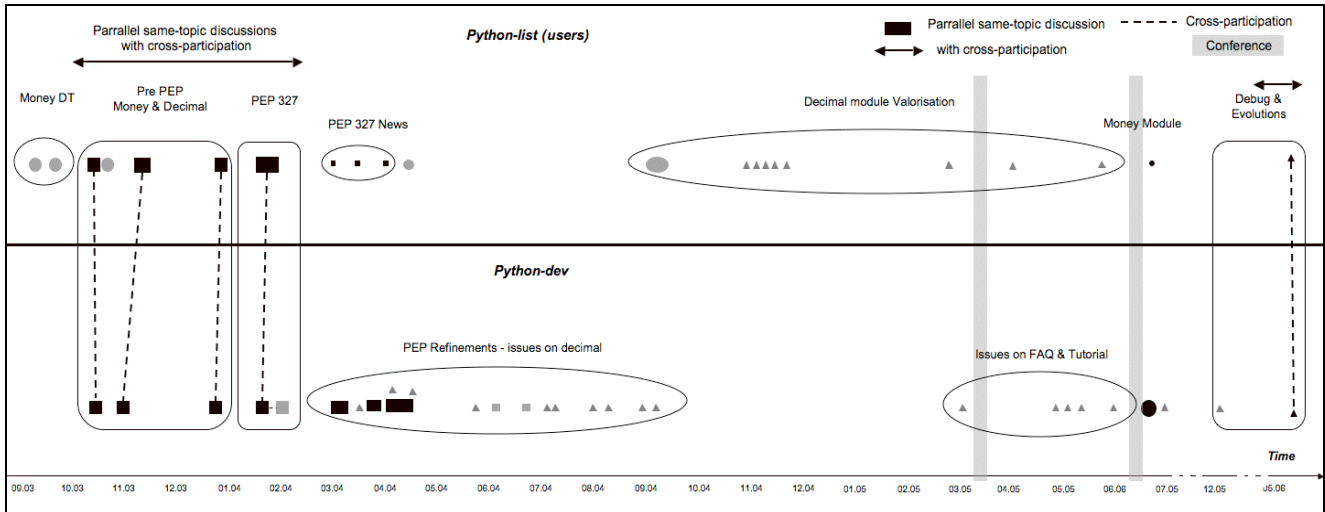 Parrallel same-topic discussions
with cross-participation
Python-list (users)
Parrallel same-topic discussion
Cross-participation
with cross-participation
Conference
Money DT
Pre PEP
Money & Decimal
PEP 327
PEP 327 News
Decimal module Valorisation
Money Module
Debug &
Evolutions
Python-dev
PEP Refinements - issues on decimal
Issues on FAQ & Tutorial
Time
09.03 10.03 11.03 12.03 01.04 02.04 03.04 04.04 05.04 06.04 07.04 08.04 09.04 10.04 11.04 12.04 01.05 02.05 03.05 04.05 05.05 06.06 07.05 12.05 05.06